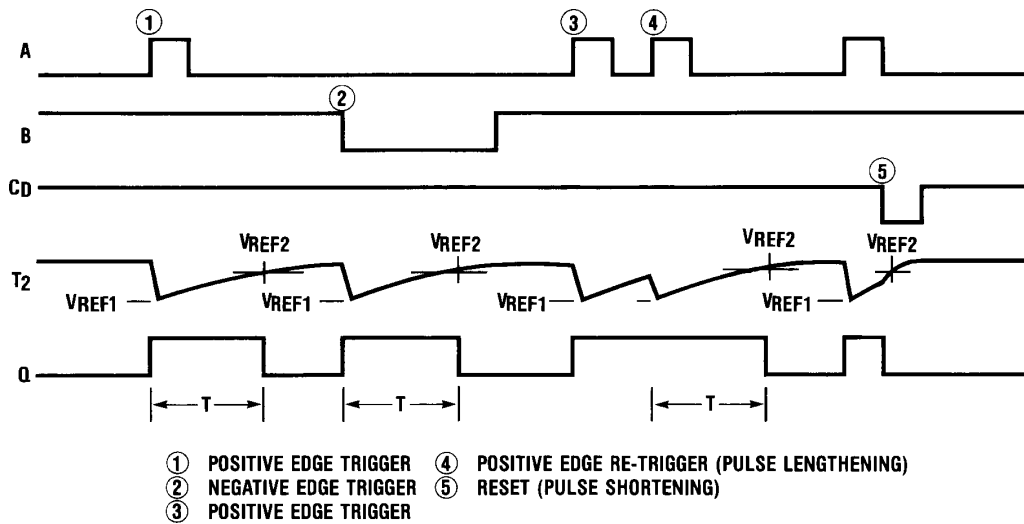 ① ③ ④
A
②
B
CD ⑤
VREF2 VREF2 VREF2 VREF2
T2
VREF1 VREF1 VREF1 VREF1
Q
T T T
① POSITIVE EDGE TRIGGER ④ POSITIVE EDGE RE-TRIGGER (PULSE LENGTHENING)
② NEGATIVE EDGE TRIGGER ⑤ RESET (PULSE SHORTENING)
③ POSITIVE EDGE TRIGGER